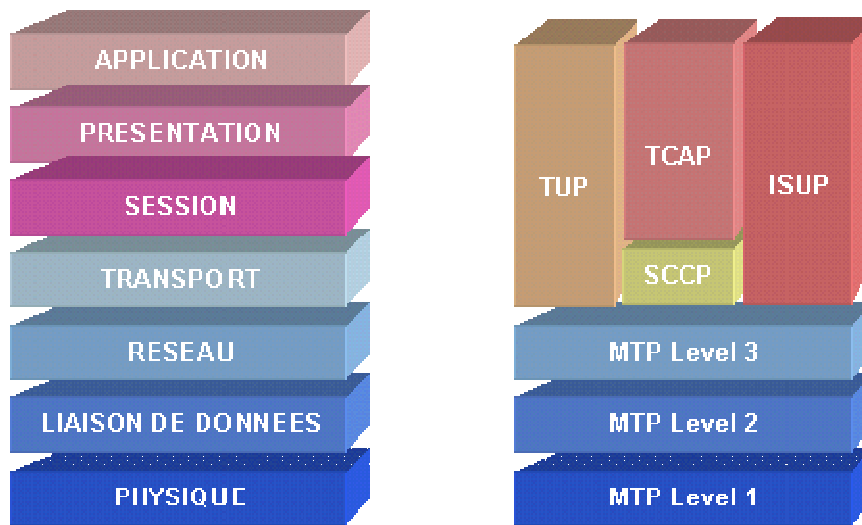 APPLICATION
PRESENTATION
SESSION
TRANSPORT
RESEAU
LIAISON DE DONNEES
PHYSIQUE
TUP
TCAP
ISUP
SCCP
MTP Level 3
MTP Level 2
MTP Level 1